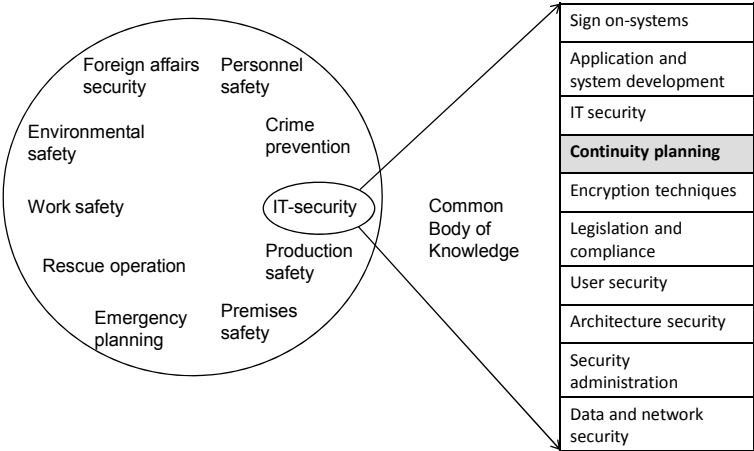 Foreign affairs
security
Personnel
safety
Environmental
safety
Crime
prevention
Work safety
IT-security
Rescue operation
Production
safety
Emergency
planning
Premises
safety
Common
Body of
Knowledge
Sign on-systems
Application and
system development
IT security
Continuity planning
Encryption techniques
Legislation and
compliance
User security
Architecture security
Security
administration
Data and network
security